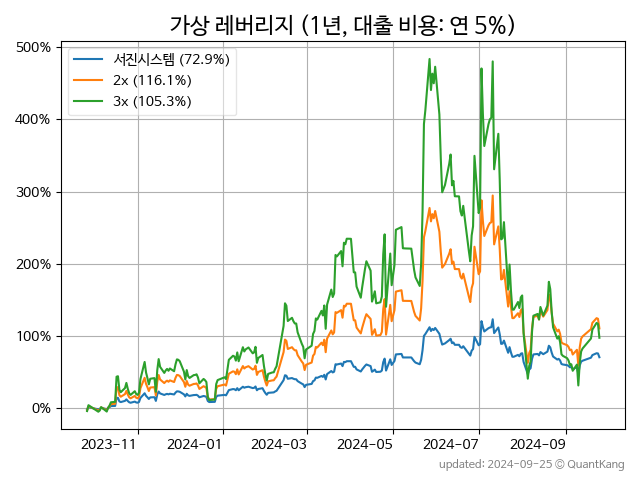 가상 레버리지 (1년, 대출 비용: 연 5%)
500%
400%
300%
200%
100%
0%
서진시스템 (72.9%)
2x (116.1%)
3x (105.3%)
2023-11
2024-01
2024-03
2024-05
2024-07
2024-09
updated: 2024-09-25 © QuantKang